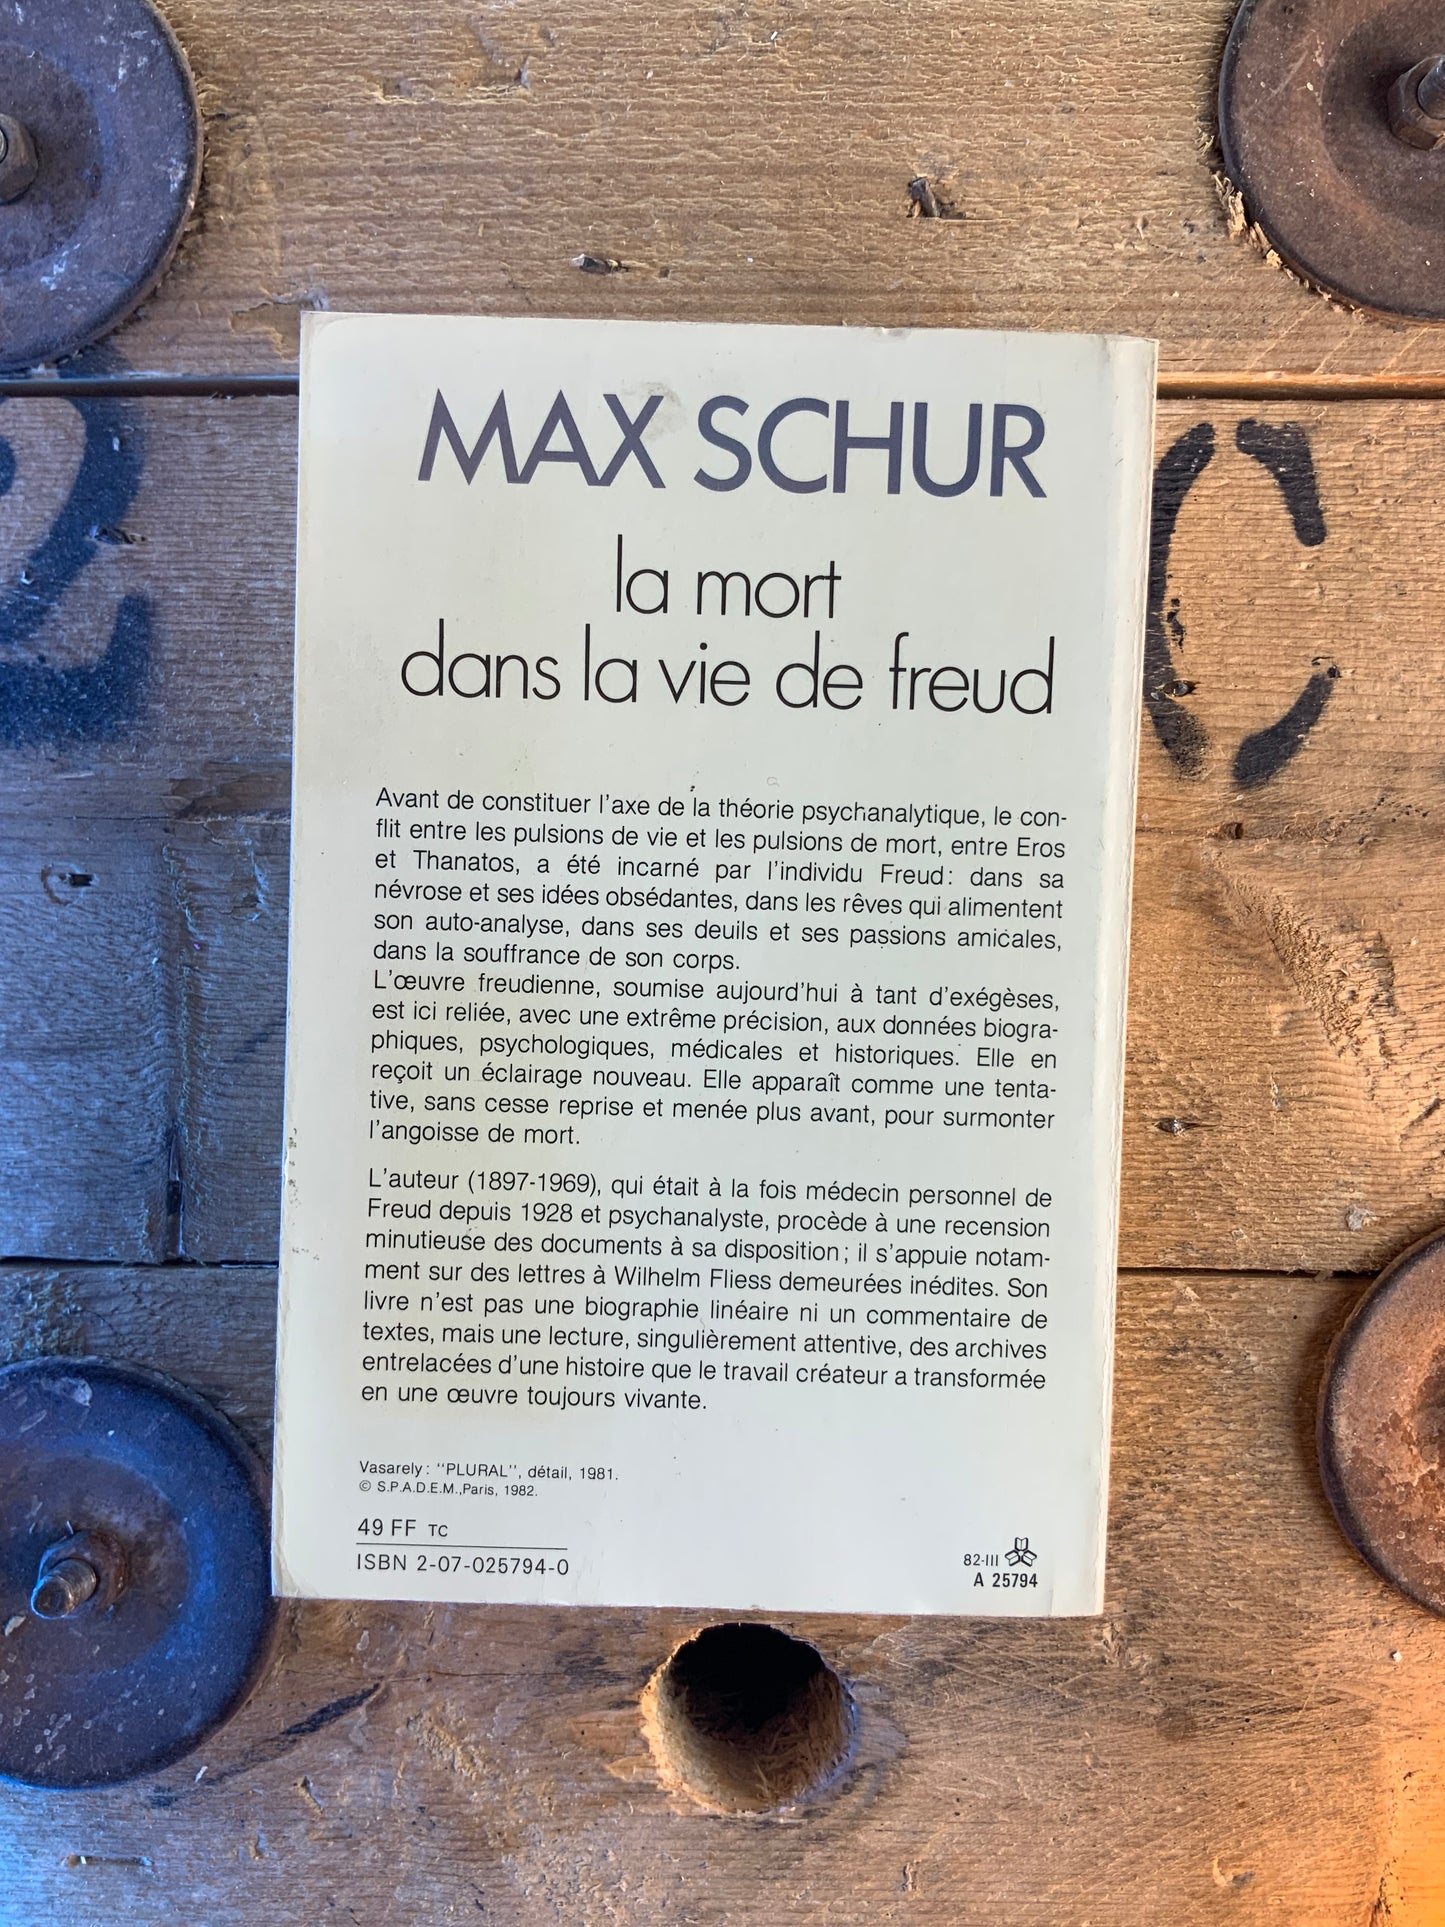 MAX SCHUR
la mort
dans la vie de freud
Avant de constituer l'axe de la théorie psychanalytique, le con-
flit entre les pulsions de vie et les pulsions de mort, entre Eros
et Thanatos, a été incarné par l'individu Freud: dans sa
névrose et ses idées obsédantes, dans les rêves qui alimentent
son auto-analyse, dans ses deuils et ses passions amicales,
dans la souffrance de son corps.
L'œuvre freudienne, soumise aujourd'hui à tant d'exégèses,
est ici reliée, avec une extrême précision, aux données biogra-
phiques, psychologiques, médicales et historiques. Elle en
reçoit un éclairage nouveau. Elle apparaît comme une tenta-
tive, sans cesse reprise et menée plus avant, pour surmonter
l'angoisse de mort.
L'auteur (1897-1969), qui était à la fois médecin personnel de
Freud depuis 1928 et psychanalyste, procède à une recension
minutieuse des documents à sa disposition; il s'appuie notam-
ment sur des lettres à Wilhelm Fliess demeurées inédites. Son
livre n'est pas une biographie linéaire ni un commentaire de
textes, mais une lecture, singulièrement attentive, des archives
entrelacées d'une histoire que le travail créateur a transformée
en une œuvre toujours vivante.
Vasarely: "PLURAL", détail, 1981.
© S.P.A.D.E.M.,Paris, 1982.
49 FF TC
ISBN 2-07-025794-0
82-III
A 25794
2
C